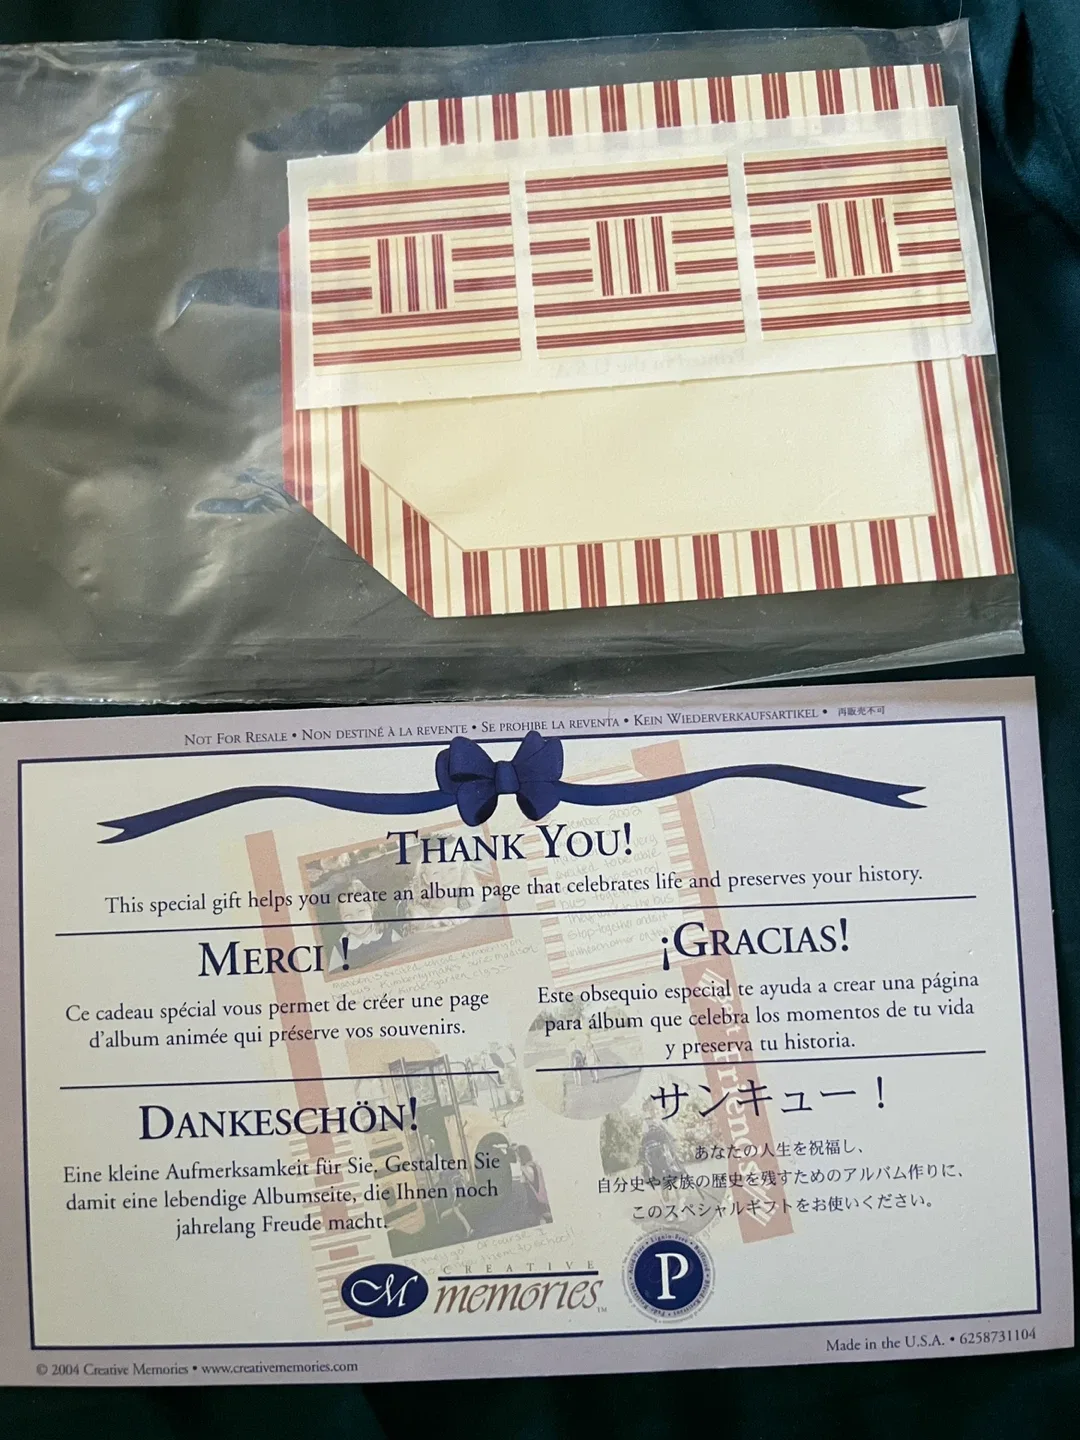 Printed in the U.S.A.
NOT FOR RESALE • NON DESTINÉ À LA REVENTE • SE PROHIBE LA REVENTA • KEIN WIEDERVERKAUFSARTIKEL • 再販売不可
THANK YOU!
This special gift helps you create an album page that celebrates life and preserves your history.
MERCI !
Ce cadeau spécial vous permet de créer une page
d'album animée qui préserve vos souvenirs.
¡GRACIAS!
Este obsequio especial te ayuda a crear una página
para álbum que celebra los momentos de tu vida
y preserva tu historia.
DANKESCHÖN!
Eine kleine Aufmerksamkeit für Sie. Gestalten Sie
damit eine lebendige Albumseite, die Ihnen noch
jahrelang Freude macht.
サンキュー！
あなたの人生を祝福し、
自分史や家族の歴史を残すためのアルバム作りに、
このスペシャルギフトをお使いください。
Best Friends
CM
CREATIVE
memories™
P
Made in the U.S.A. • 6258731104
© 2004 Creative Memories • www.creativememories.com